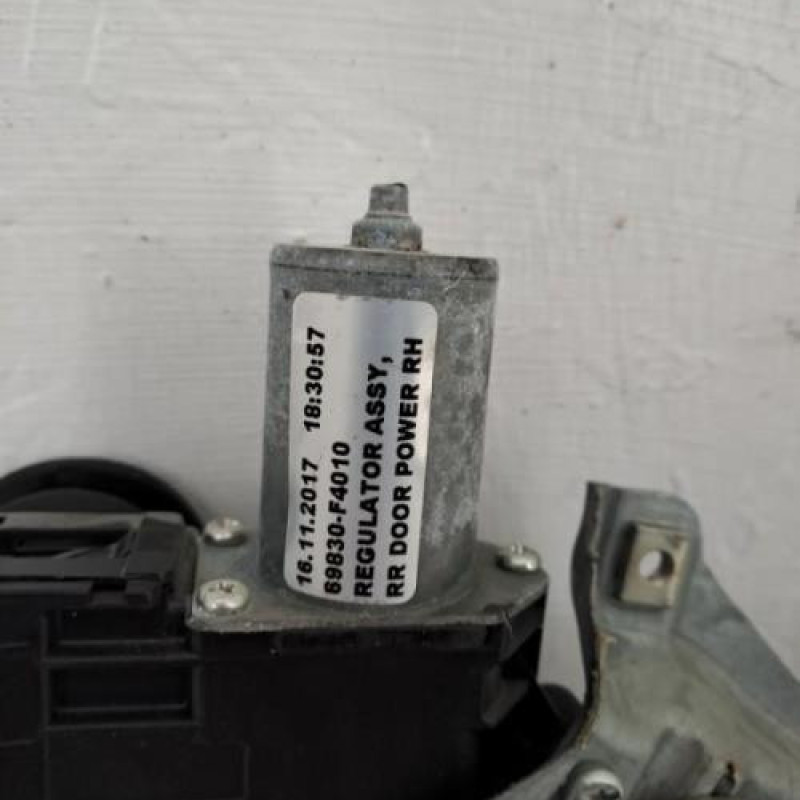 16.11.2017 18:30:57
69830-F4010
REGULATOR ASSY,
RR DOOR POWER RH